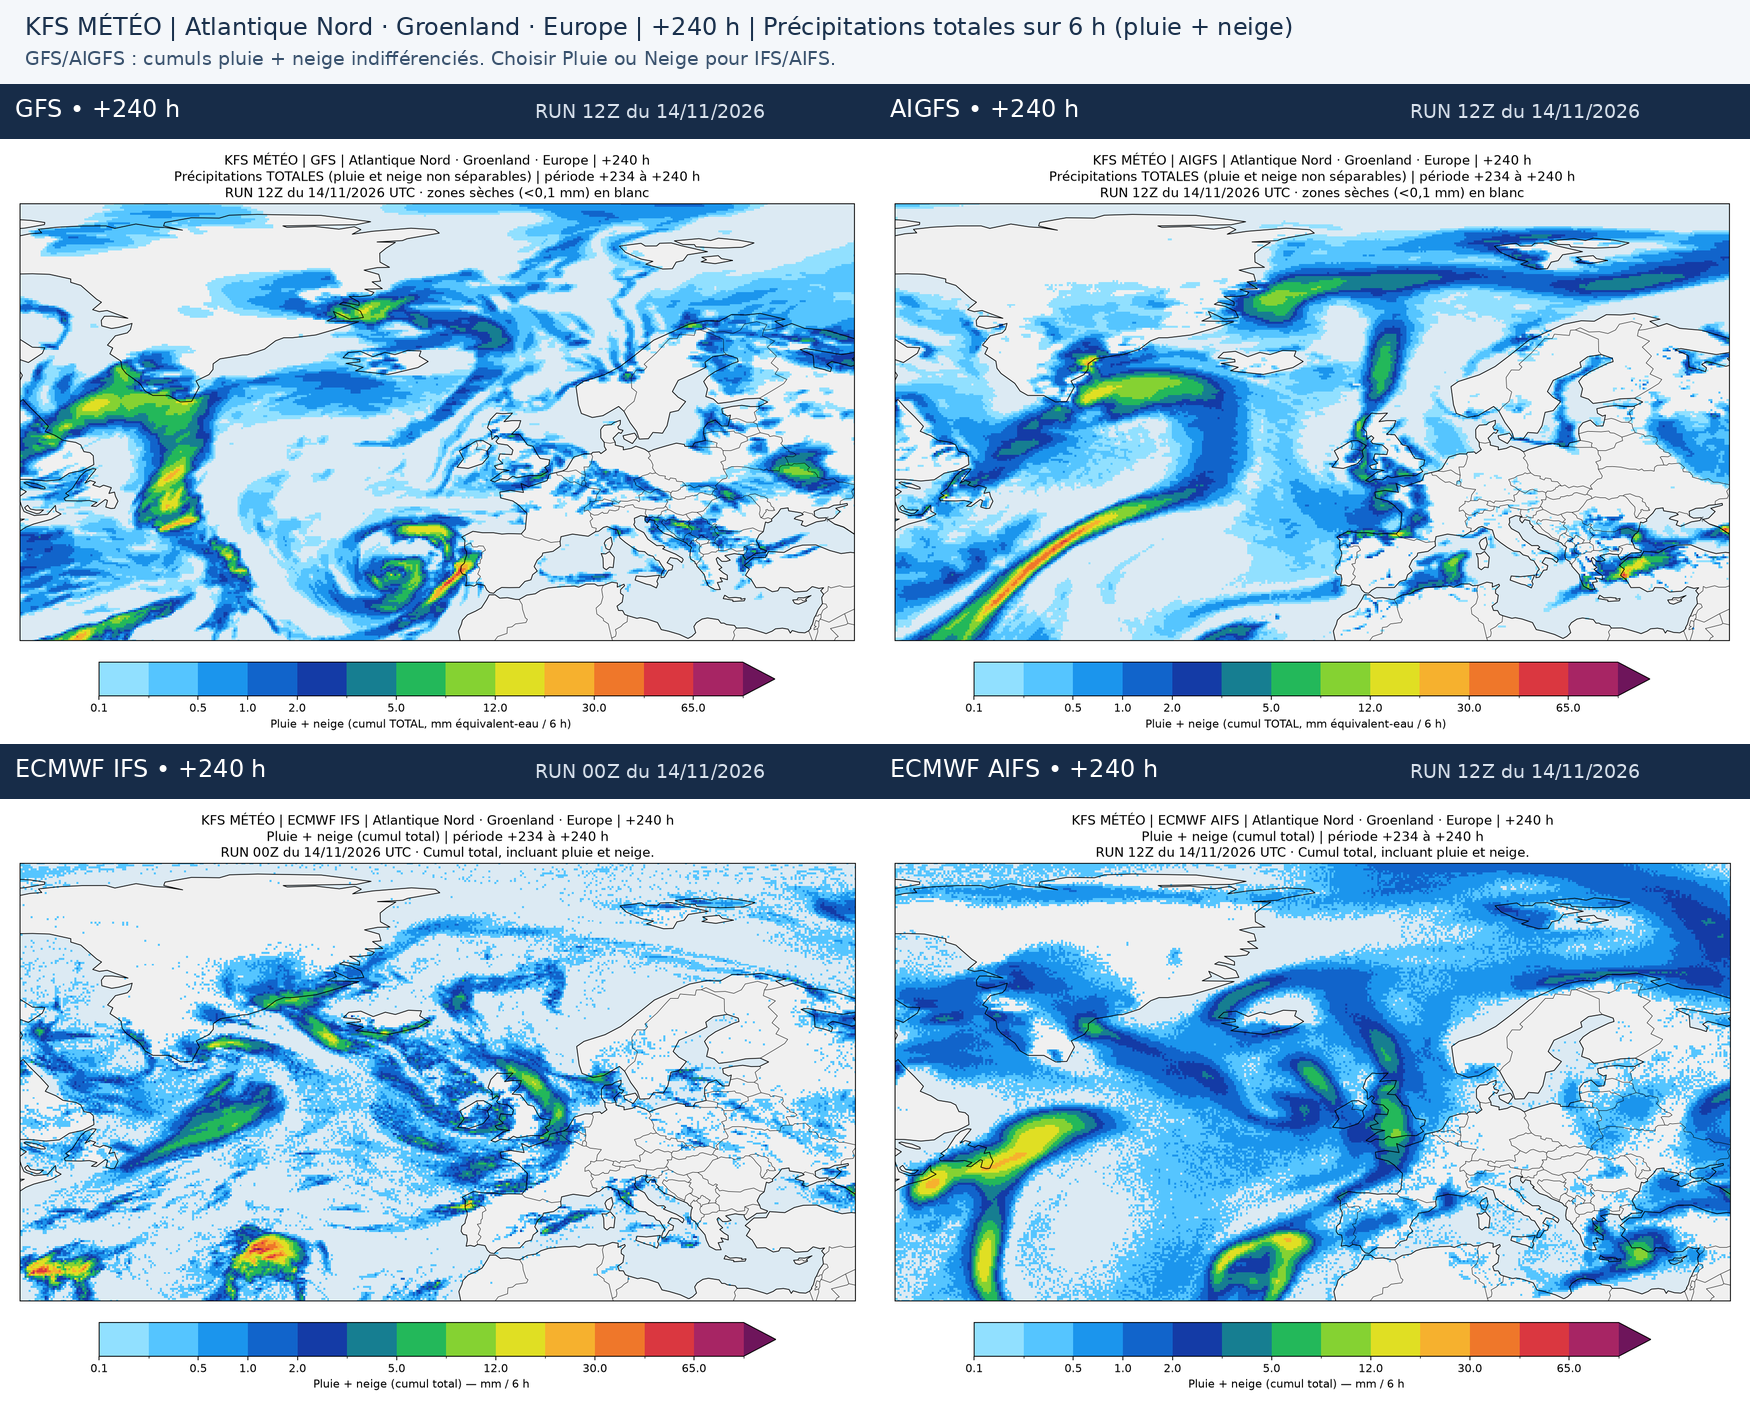 KFS MÉTÉO | Atlantique Nord · Groenland · Europe | +240 h | Précipitations totales sur 6 h (pluie + neige)
GFS/AIGFS : cumuls pluie + neige indifférenciés. Choisir Pluie ou Neige pour IFS/AIFS.
GFS • +240 h
RUN 12Z du 14/11/2026
AIGFS • +240 h
RUN 12Z du 14/11/2026
KFS MÉTÉO | GFS | Atlantique Nord · Groenland · Europe | +240 h
Précipitations TOTALES (pluie et neige non séparables) | période +234 à +240 h
RUN 12Z du 14/11/2026 UTC · zones sèches (<0,1 mm) en blanc
KFS MÉTÉO | AIGFS | Atlantique Nord · Groenland · Europe | +240 h
Précipitations TOTALES (pluie et neige non séparables) | période +234 à +240 h
RUN 12Z du 14/11/2026 UTC · zones sèches (<0,1 mm) en blanc
0.1 0.5 1.0 2.0 5.0 12.0 30.0 65.0
Pluie + neige (cumul TOTAL, mm équivalent-eau / 6 h)
0.1 0.5 1.0 2.0 5.0 12.0 30.0 65.0
Pluie + neige (cumul TOTAL, mm équivalent-eau / 6 h)
ECMWF IFS • +240 h
RUN 00Z du 14/11/2026
ECMWF AIFS • +240 h
RUN 12Z du 14/11/2026
KFS MÉTÉO | ECMWF IFS | Atlantique Nord · Groenland · Europe | +240 h
Pluie + neige (cumul total) | période +234 à +240 h
RUN 00Z du 14/11/2026 UTC · Cumul total, incluant pluie et neige.
KFS MÉTÉO | ECMWF AIFS | Atlantique Nord · Groenland · Europe | +240 h
Pluie + neige (cumul total) | période +234 à +240 h
RUN 12Z du 14/11/2026 UTC · Cumul total, incluant pluie et neige.
0.1 0.5 1.0 2.0 5.0 12.0 30.0 65.0
Pluie + neige (cumul total) — mm / 6 h
0.1 0.5 1.0 2.0 5.0 12.0 30.0 65.0
Pluie + neige (cumul total) — mm / 6 h